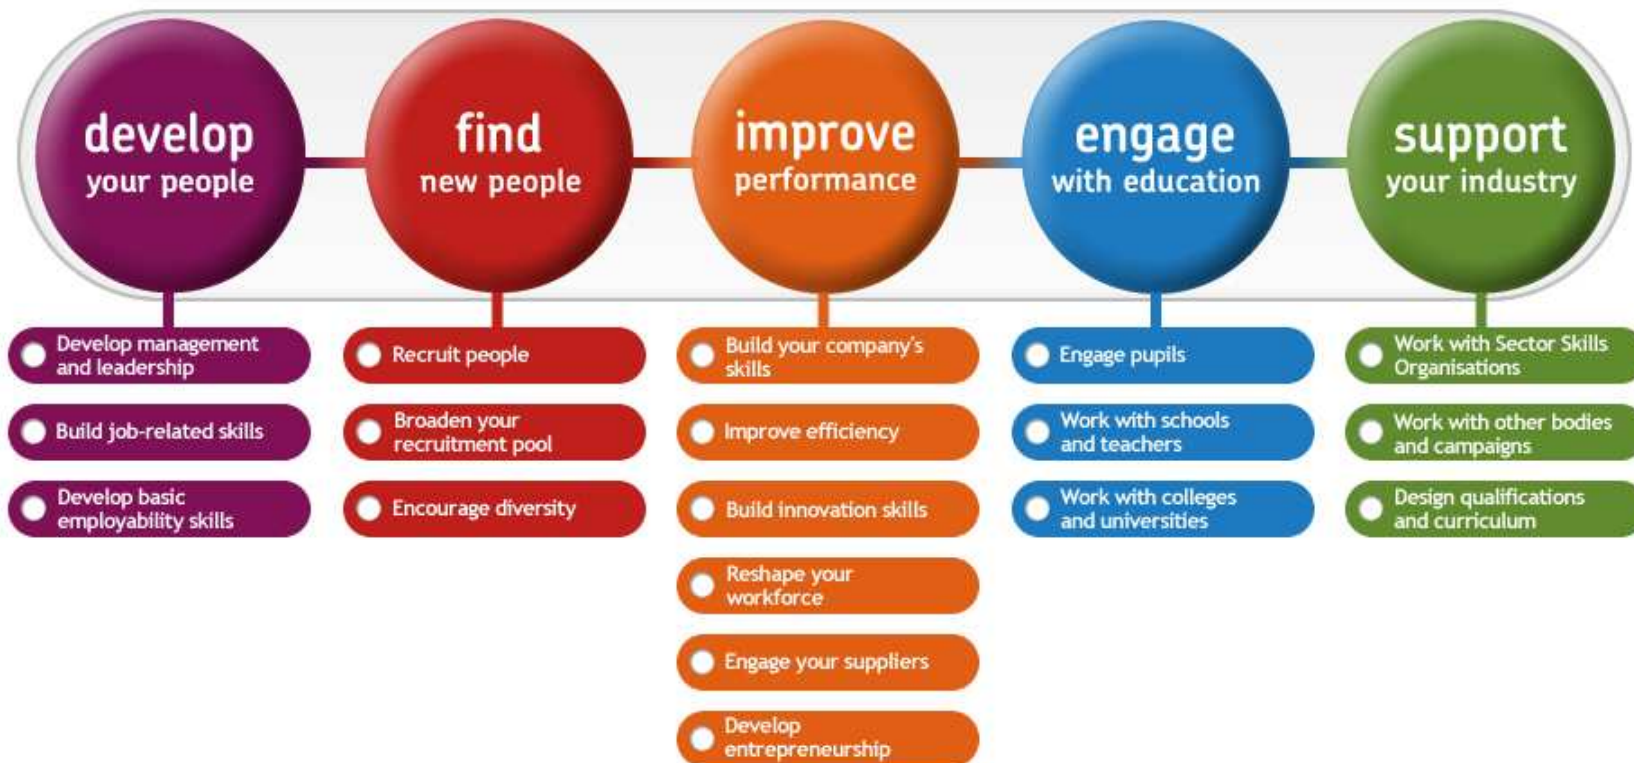 develop
your people
find
new people
improve
performance
engage
with education
support
your industry
Develop management
and leadership
Build job-related skills
Develop basic
employability skills
Recruit people
Broaden your
recruitment pool
Encourage diversity
Build your company's
skills
Improve efficiency
Build innovation skills
Reshape your
workforce
Engage your suppliers
Develop
entrepreneurship
Engage pupils
Work with schools
and teachers
Work with colleges
and universities
Work with Sector Skills
Organisations
Work with other bodies
and campaigns
Design qualifications
and curriculum